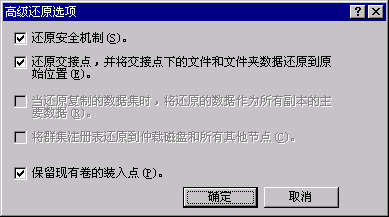 高级还原选项
还原安全机制(S)。
还原交接点，并将交接点下的文件和文件夹数据还原到原
始位置(E)。
当还原复制的数据集时，将还原的数据作为所有副本的主
要数据(R)。
将群集注册表还原到仲裁磁盘和所有其他节点(C)。
保留现有卷的装入点(P)。
确定
取消